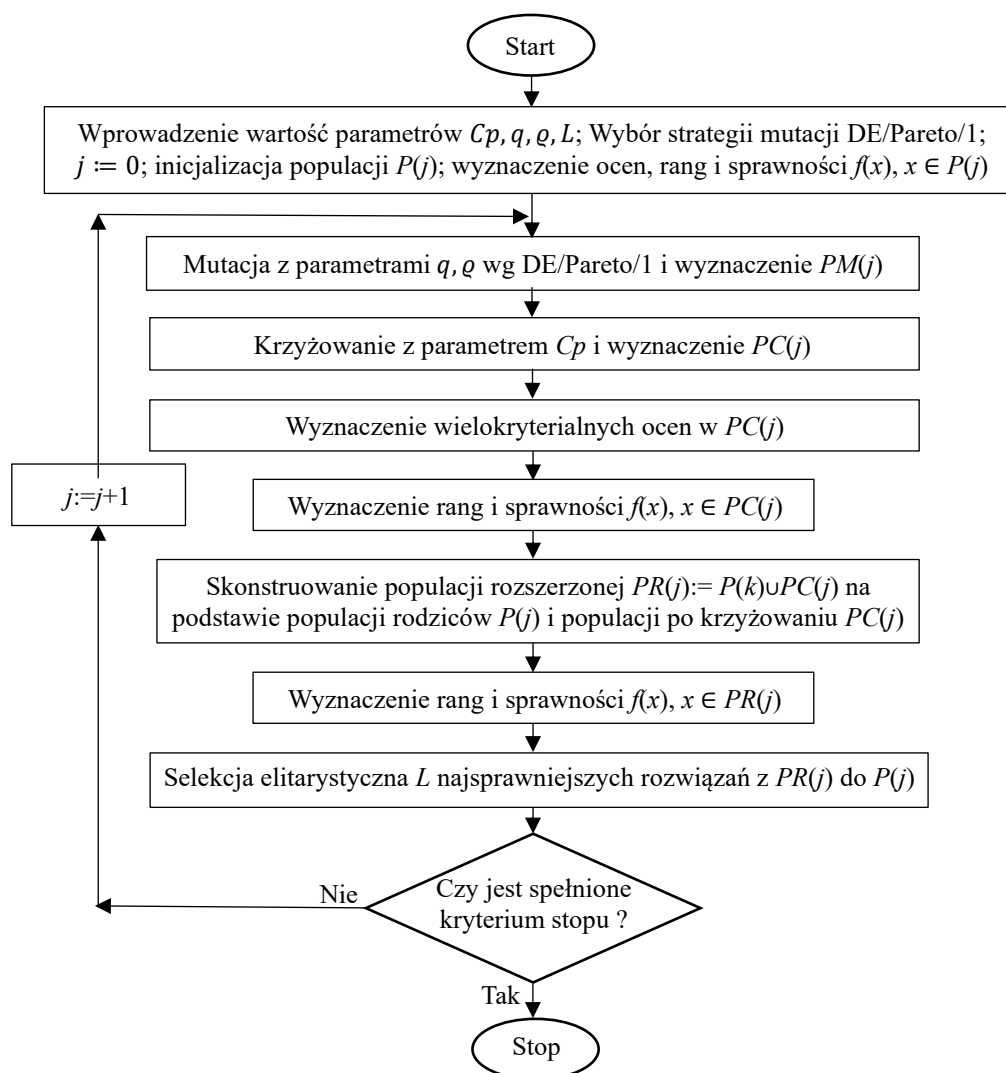 Start
Wprowadzenie wartość parametrów Cp, q, ϱ, L; Wybór strategii mutacji DE/Pareto/1;
j ≔ 0; inicjalizacja populacji P(j); wyznaczenie ocen, rang i sprawności f(x), x ∈ P(j)
Mutacja z parametrami q, ϱ wg DE/Pareto/1 i wyznaczenie PM(j)
Krzyżowanie z parametrem Cp i wyznaczenie PC(j)
Wyznaczenie wielokryterialnych ocen w PC(j)
j:=j+1
Wyznaczenie rang i sprawności f(x), x ∈ PC(j)
Skonstruowanie populacji rozszerzonej PR(j):= P(k)∪PC(j) na
podstawie populacji rodziców P(j) i populacji po krzyżowaniu PC(j)
Wyznaczenie rang i sprawności f(x), x ∈ PR(j)
Selekcja elitarystyczna L najsprawniejszych rozwiązań z PR(j) do P(j)
Nie
Czy jest spełnione
kryterium stopu ?
Tak
Stop